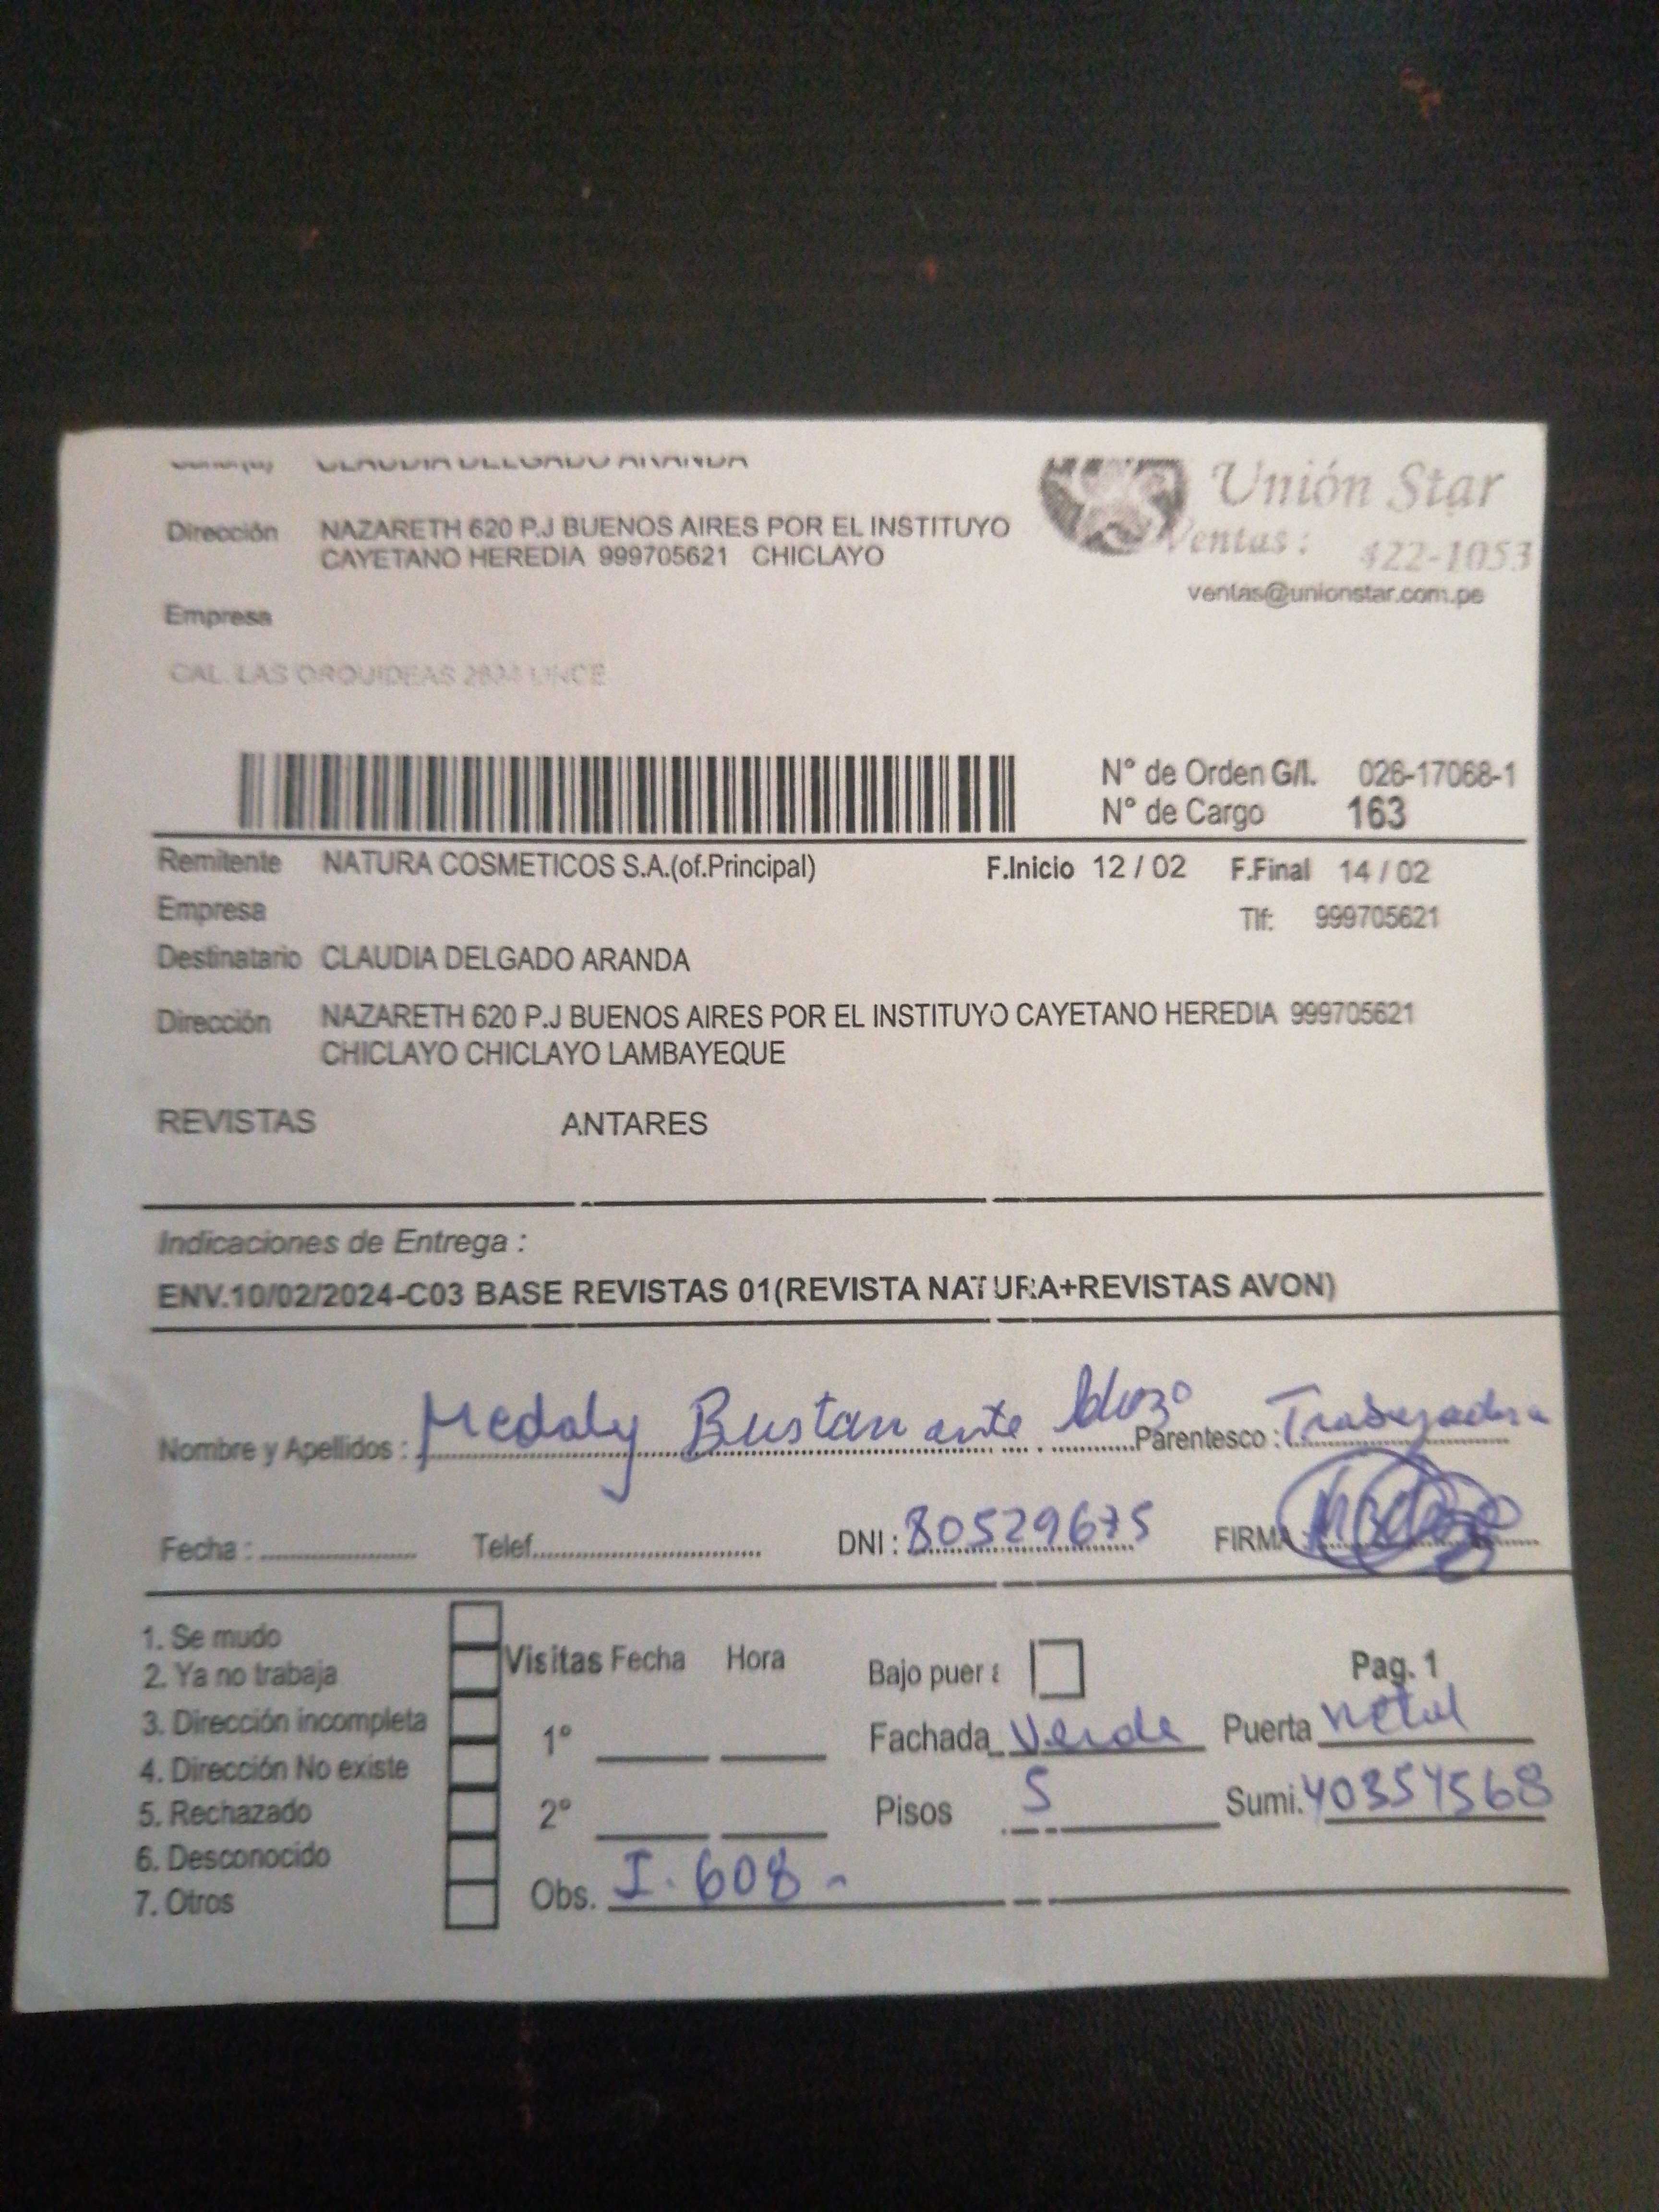 CLAUDIA DELGADO ARANDA
Unión Star
Dirección NAZARETH 620 P.J BUENOS AIRES POR EL INSTITUYO
Ventas : 422-1053
CAYETANO HEREDIA 999705621 CHICLAYO
ventas@unionstar.com.pe
Empresa
CAL. LAS ORQUIDEAS LINCE
N° de Orden G/I. 026-17068-1
N° de Cargo 163
Remitente NATURA COSMETICOS S.A.(of.Principal) F.Inicio 12 / 02 F.Final 14 / 02
Empresa Tlf: 999705621
Destinatario CLAUDIA DELGADO ARANDA
Dirección NAZARETH 620 P.J BUENOS AIRES POR EL INSTITUYO CAYETANO HEREDIA 999705621
CHICLAYO CHICLAYO LAMBAYEQUE
REVISTAS ANTARES
Indicaciones de Entrega :
ENV.10/02/2024-C03 BASE REVISTAS 01(REVISTA NATURA+REVISTAS AVON)
Nombre y Apellidos : Medaly Bustamante Parentesco : Trabajadora
Fecha : Telef. DNI : 80529675 FIRMA
1. Se mudo
2. Ya no trabaja
3. Dirección incompleta
4. Dirección No existe
5. Rechazado
6. Desconocido
7. Otros
Visitas Fecha Hora
1°
2°
Bajo puer Pag. 1
Fachada Verde Puerta Metal
Pisos 5 Sumi. 40354568
Obs. I. 608 -